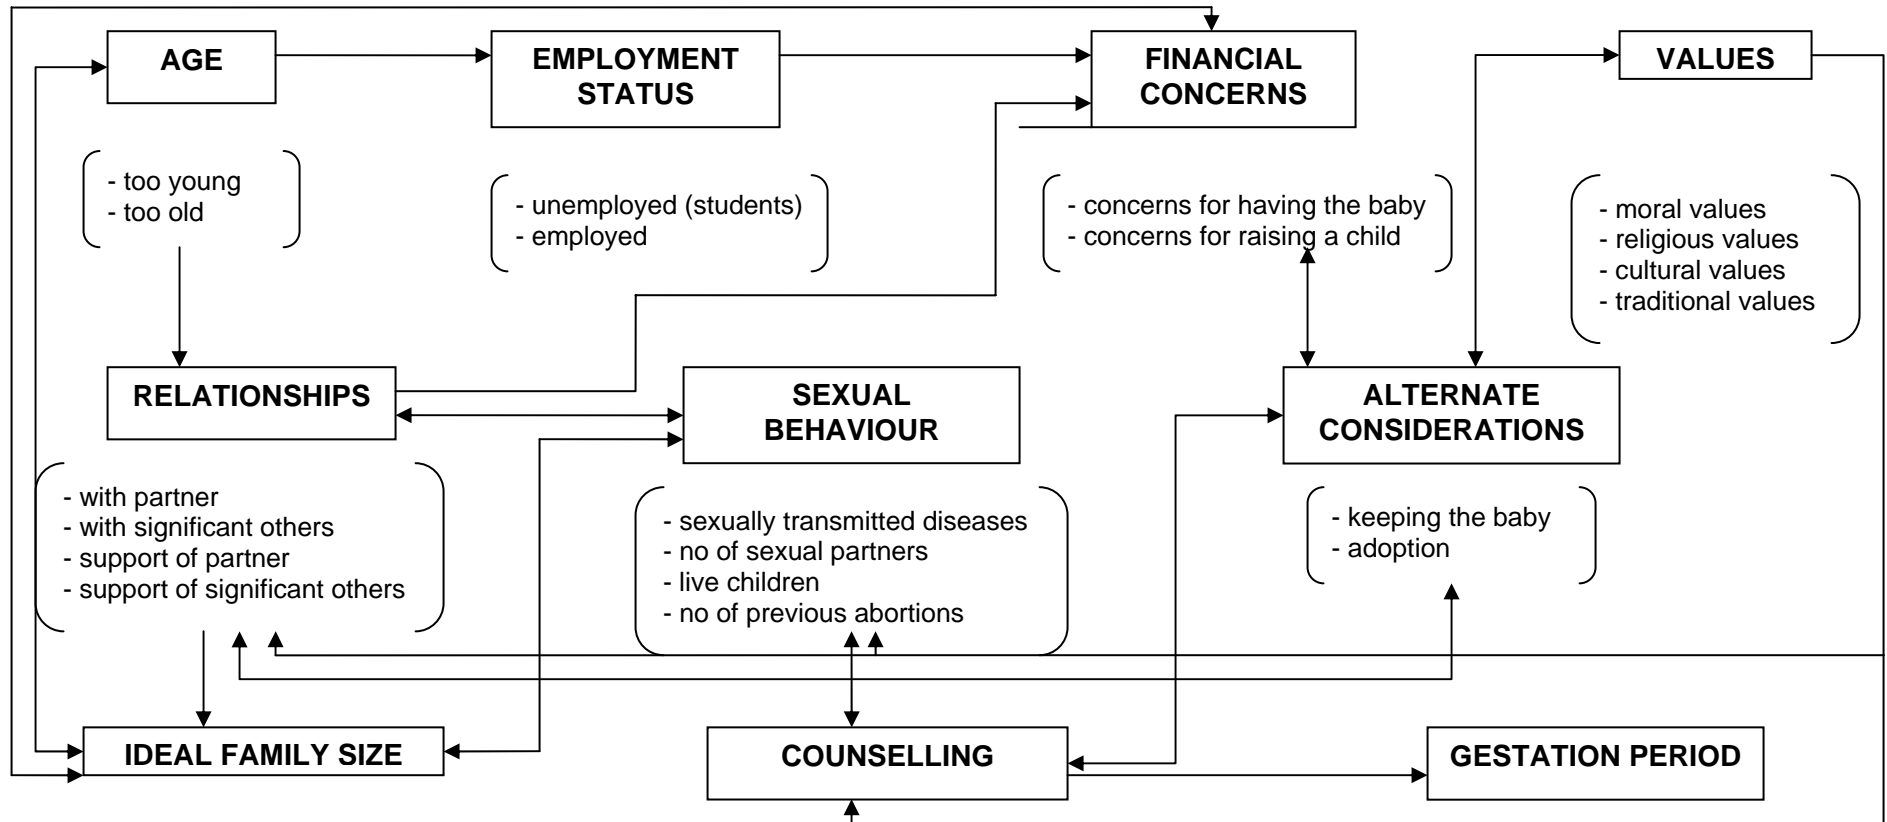 AGE
EMPLOYMENT
STATUS
FINANCIAL
CONCERNS
VALUES
- too young
- too old
- unemployed (students)
- employed
- concerns for having the baby
- concerns for raising a child
- moral values
- religious values
- cultural values
- traditional values
RELATIONSHIPS
SEXUAL
BEHAVIOUR
ALTERNATE
CONSIDERATIONS
- with partner
- with significant others
- support of partner
- support of significant others
- sexually transmitted diseases
- no of sexual partners
- live children
- no of previous abortions
- keeping the baby
- adoption
IDEAL FAMILY SIZE
COUNSELLING
GESTATION PERIOD